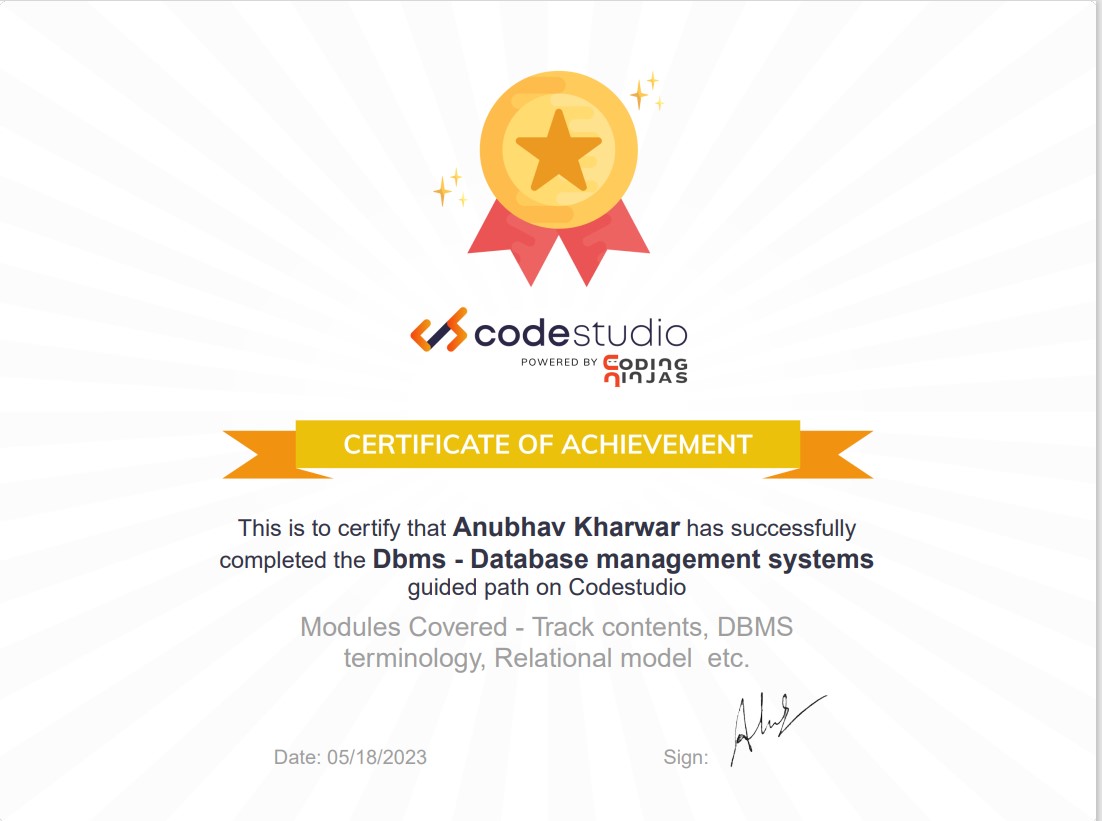 codestudio
POWERED BY CODING NINJAS
CERTIFICATE OF ACHIEVEMENT
This is to certify that Anubhav Kharwar has successfully
completed the Dbms - Database management systems
guided path on Codestudio
Modules Covered - Track contents, DBMS
terminology, Relational model etc.
Date: 05/18/2023 Sign: